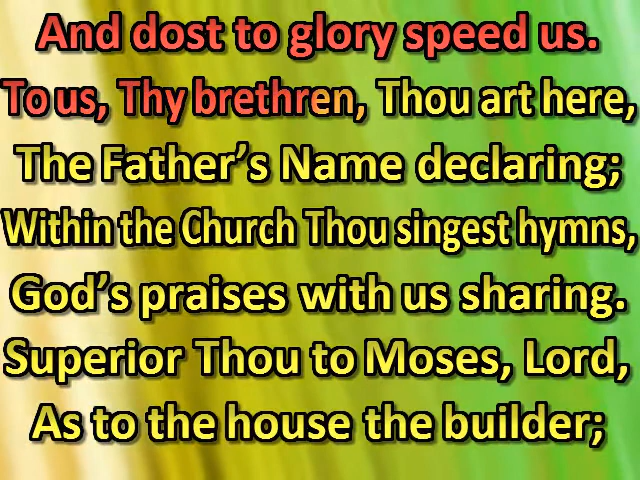 And dost to glory speed us.
To us, Thy brethren, Thou art here,
The Father’s Name declaring;
Within the Church Thou singest hymns,
God’s praises with us sharing.
Superior Thou to Moses, Lord,
As to the house the builder;